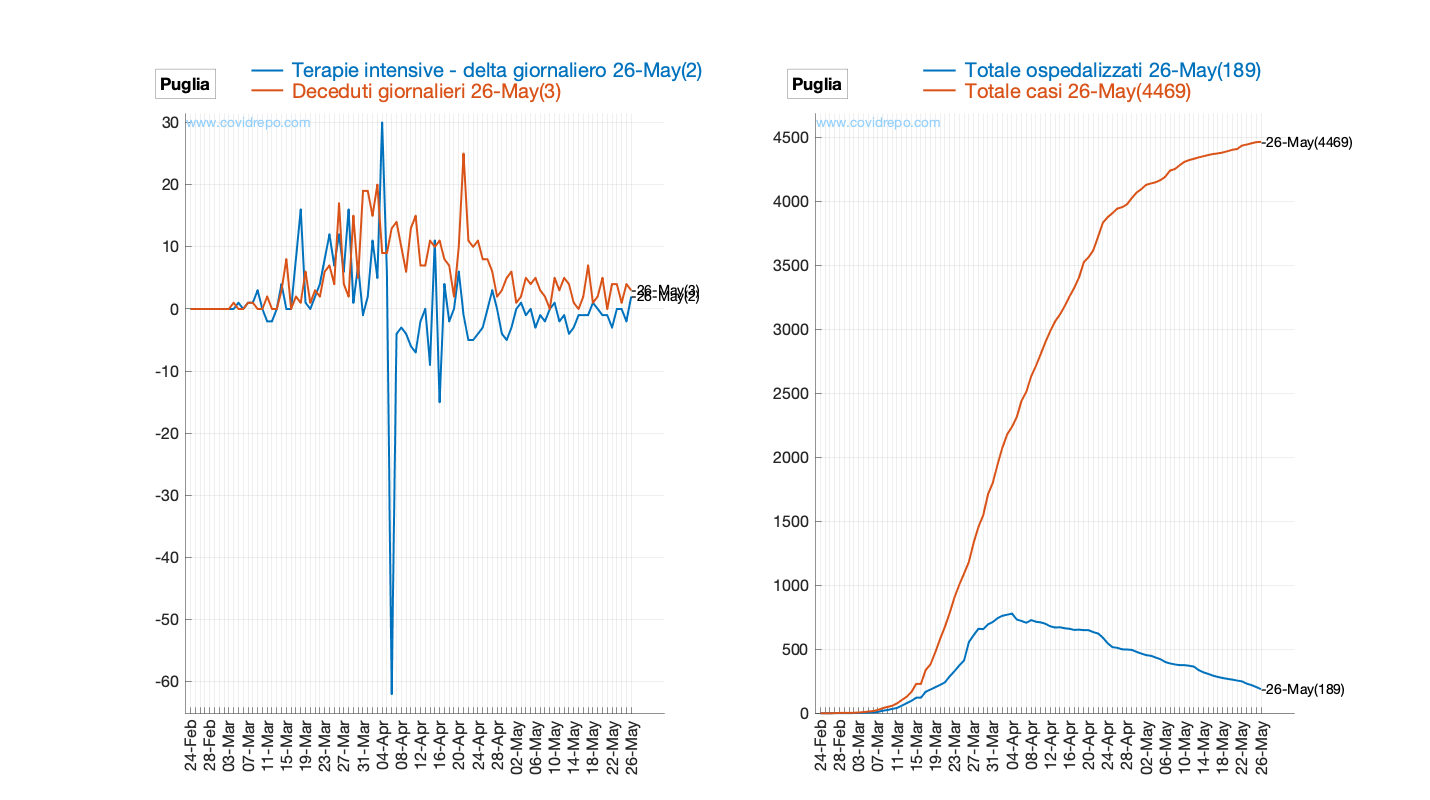 Puglia
Terapie intensive - delta giornaliero 26-May(2)
Deceduti giornalieri 26-May(3)
www.covidrepo.com
30
20
10
0
-10
-20
-30
-40
-50
-60
-26-May(3)
-26-May(2)
24-Feb
28-Feb
03-Mar
07-Mar
11-Mar
15-Mar
19-Mar
23-Mar
27-Mar
31-Mar
04-Apr
08-Apr
12-Apr
16-Apr
20-Apr
24-Apr
28-Apr
02-May
06-May
10-May
14-May
18-May
22-May
26-May
Puglia
Totale ospedalizzati 26-May(189)
Totale casi 26-May(4469)
www.covidrepo.com
4500
4000
3500
3000
2500
2000
1500
1000
500
0
-26-May(4469)
-26-May(189)
24-Feb
28-Feb
03-Mar
07-Mar
11-Mar
15-Mar
19-Mar
23-Mar
27-Mar
31-Mar
04-Apr
08-Apr
12-Apr
16-Apr
20-Apr
24-Apr
28-Apr
02-May
06-May
10-May
14-May
18-May
22-May
26-May